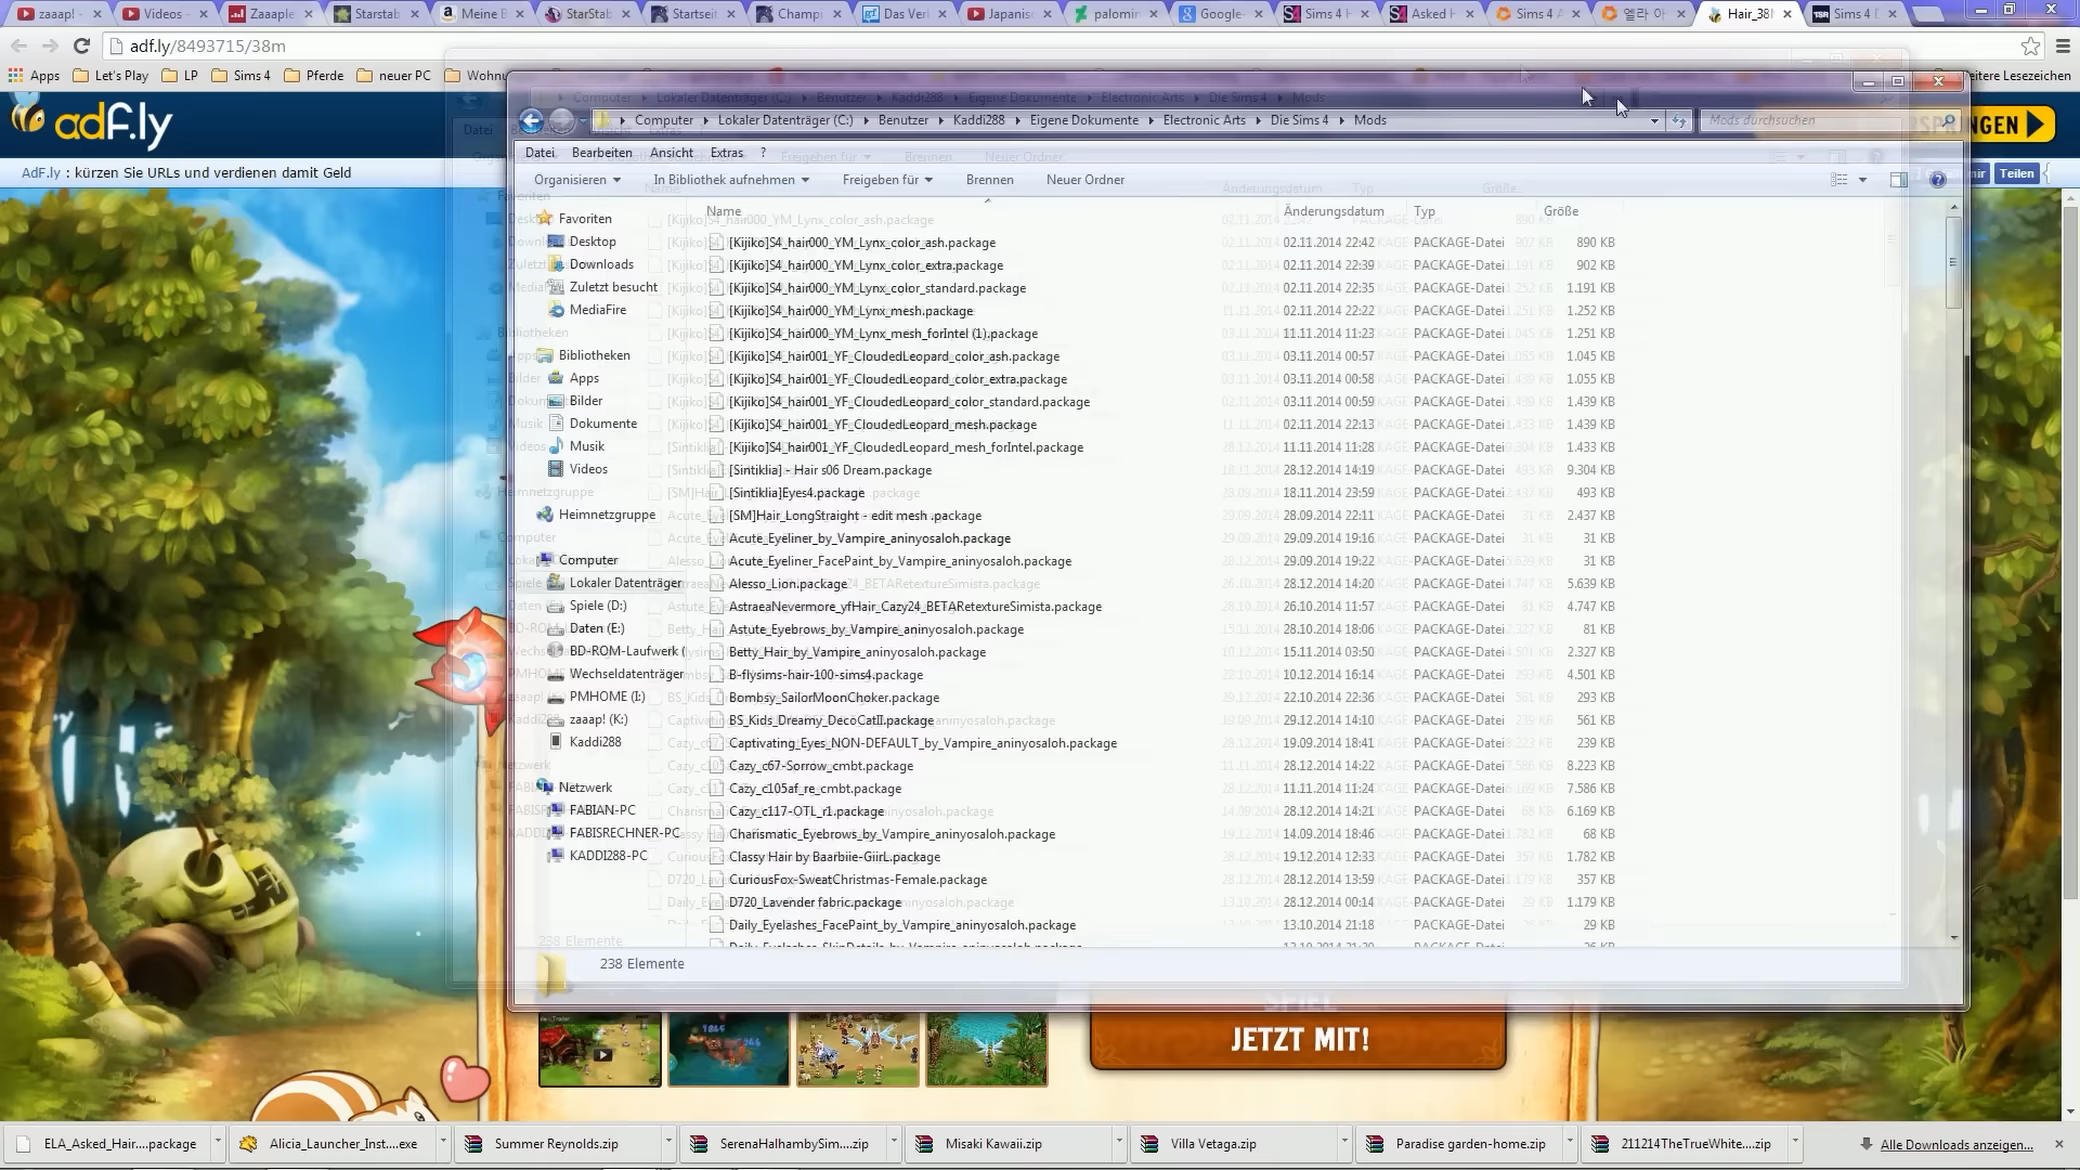 zaaap! -
Videos -
Zaaaple
Starstab
Meine B
StarStab
Startseit
Champi
Das Verl
Japanis
palomin
Google-
Sims 4 H
Asked H
Sims 4 A
엘라 아
Hair_38
Sims 4 D
adf.ly/8493715/38m
Apps
Let's Play
LP
Sims 4
Pferde
neuer PC
Wohnu
eitere Lesezeichen
adf.ly
SPRINGEN
AdF.ly : kürzen Sie URLs und verdienen damit Geld
Teilen
Computer
Lokaler Datenträger (C:)
Benutzer
Kaddi288
Eigene Dokumente
Electronic Arts
Die Sims 4
Mods
Mods durchsuchen
Datei Bearbeiten Ansicht Extras ?
Organisieren
In Bibliothek aufnehmen
Freigeben für
Brennen
Neuer Ordner
Favoriten
Desktop
Downloads
Zuletzt besucht
MediaFire
Bibliotheken
Apps
Bilder
Dokumente
Musik
Videos
Heimnetzgruppe
Computer
Lokaler Datenträger
Spiele (D:)
Daten (E:)
BD-ROM-Laufwerk (
Wechseldatenträger
PMHOME (I:)
zaaap! (K:)
Kaddi288
Netzwerk
FABIAN-PC
FABISRECHNER-PC
KADDI288-PC
Name Änderungsdatum Typ Größe
[Kijiko]S4_hair000_YM_Lynx_color_ash.package 02.11.2014 22:42 PACKAGE-Datei 890 KB
[Kijiko]S4_hair000_YM_Lynx_color_extra.package 02.11.2014 22:39 PACKAGE-Datei 902 KB
[Kijiko]S4_hair000_YM_Lynx_color_standard.package 02.11.2014 22:35 PACKAGE-Datei 1.191 KB
[Kijiko]S4_hair000_YM_Lynx_mesh.package 02.11.2014 22:22 PACKAGE-Datei 1.252 KB
[Kijiko]S4_hair000_YM_Lynx_mesh_forIntel (1).package 11.11.2014 11:23 PACKAGE-Datei 1.251 KB
[Kijiko]S4_hair001_YF_CloudedLeopard_color_ash.package 03.11.2014 00:57 PACKAGE-Datei 1.045 KB
[Kijiko]S4_hair001_YF_CloudedLeopard_color_extra.package 03.11.2014 00:58 PACKAGE-Datei 1.055 KB
[Kijiko]S4_hair001_YF_CloudedLeopard_color_standard.package 03.11.2014 00:59 PACKAGE-Datei 1.439 KB
[Kijiko]S4_hair001_YF_CloudedLeopard_mesh.package 02.11.2014 22:13 PACKAGE-Datei 1.439 KB
[Kijiko]S4_hair001_YF_CloudedLeopard_mesh_forIntel.package 11.11.2014 11:28 PACKAGE-Datei 1.433 KB
[Sintiklia] - Hair s06 Dream.package 28.12.2014 14:19 PACKAGE-Datei 9.304 KB
[Sintiklia]Eyes4.package 18.11.2014 23:59 PACKAGE-Datei 493 KB
[SM]Hair_LongStraight - edit mesh .package 28.09.2014 22:11 PACKAGE-Datei 2.437 KB
Acute_Eyeliner_by_Vampire_aninyosaloh.package 29.09.2014 19:16 PACKAGE-Datei 31 KB
Acute_Eyeliner_FacePaint_by_Vampire_aninyosaloh.package 29.09.2014 19:22 PACKAGE-Datei 31 KB
Alesso_Lion.package 28.12.2014 14:20 PACKAGE-Datei 5.639 KB
AstraeaNevermore_yfHair_Cazy24_BETARetextureSimista.package 26.10.2014 11:57 PACKAGE-Datei 4.747 KB
Astute_Eyebrows_by_Vampire_aninyosaloh.package 28.10.2014 18:06 PACKAGE-Datei 81 KB
Betty_Hair_by_Vampire_aninyosaloh.package 15.11.2014 03:50 PACKAGE-Datei 2.327 KB
B-flysims-hair-100-sims4.package 10.12.2014 16:14 PACKAGE-Datei 4.501 KB
Bombsy_SailorMoonChoker.package 22.10.2014 22:36 PACKAGE-Datei 293 KB
BS_Kids_Dreamy_DecoCatII.package 29.12.2014 14:10 PACKAGE-Datei 561 KB
Captivating_Eyes_NON-DEFAULT_by_Vampire_aninyosaloh.package 19.09.2014 18:41 PACKAGE-Datei 239 KB
Cazy_c67-Sorrow_cmbt.package 28.12.2014 14:22 PACKAGE-Datei 8.223 KB
Cazy_c105af_re_cmbt.package 11.11.2014 11:24 PACKAGE-Datei 7.586 KB
Cazy_c117-OTL_r1.package 28.12.2014 14:21 PACKAGE-Datei 6.169 KB
Charismatic_Eyebrows_by_Vampire_aninyosaloh.package 14.09.2014 18:46 PACKAGE-Datei 68 KB
Classy Hair by Baarbiie-GiirL.package 19.12.2014 12:33 PACKAGE-Datei 1.782 KB
CuriousFox-SweatChristmas-Female.package 28.12.2014 13:59 PACKAGE-Datei 357 KB
D720_Lavender fabric.package 28.12.2014 00:14 PACKAGE-Datei 1.179 KB
Daily_Eyelashes_FacePaint_by_Vampire_aninyosaloh.package 13.10.2014 21:18 PACKAGE-Datei 29 KB
238 Elemente
238 Elemente
SPIEL
JETZT MIT!
ELA_Asked_Hair....package
Alicia_Launcher_Inst....exe
Summer Reynolds.zip
SerenaHalhambySim....zip
Misaki Kawaii.zip
Villa Vetaga.zip
Paradise garden-home.zip
211214TheTrueWhite....zip
Alle Downloads anzeigen...